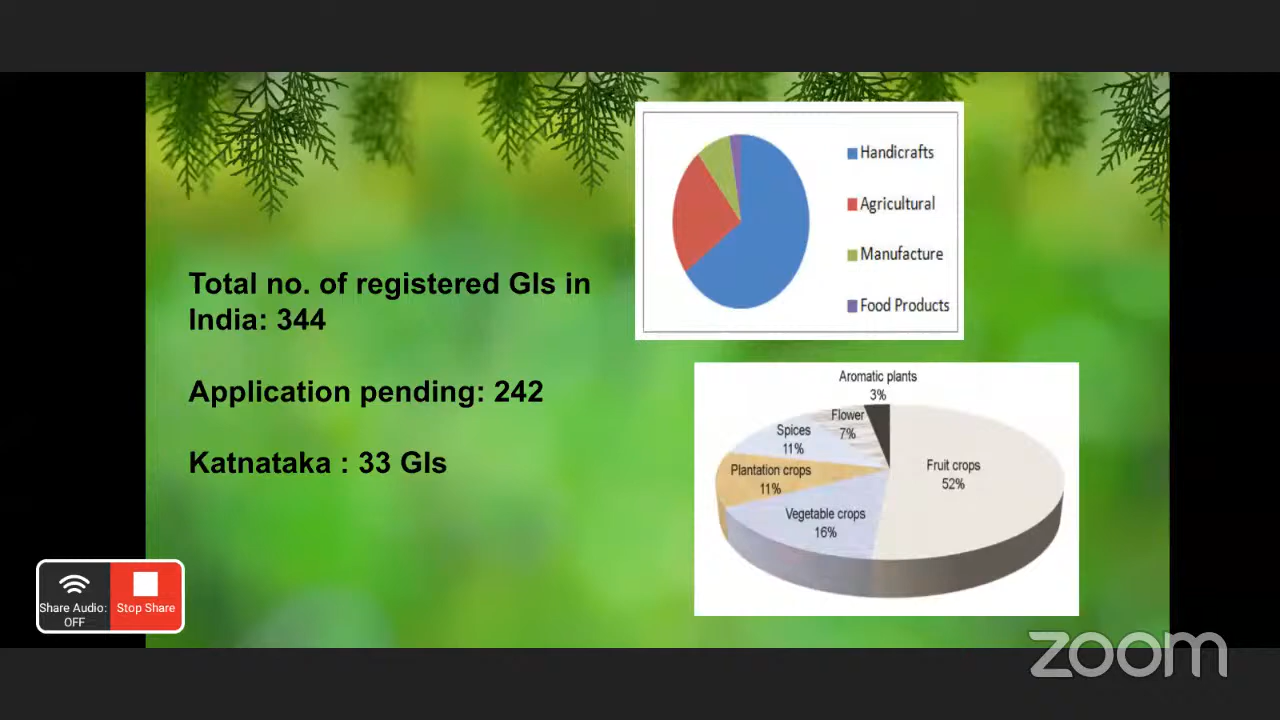 Total no. of registered GIs in
India: 344
Application pending: 242
Katnataka : 33 GIs
Handicrafts
Agricultural
Manufacture
Food Products
Aromatic plants
3%
Flower
7%
Spices
11%
Plantation crops
11%
Vegetable crops
16%
Fruit crops
52%
Share Audio:
OFF
Stop Share
zoom